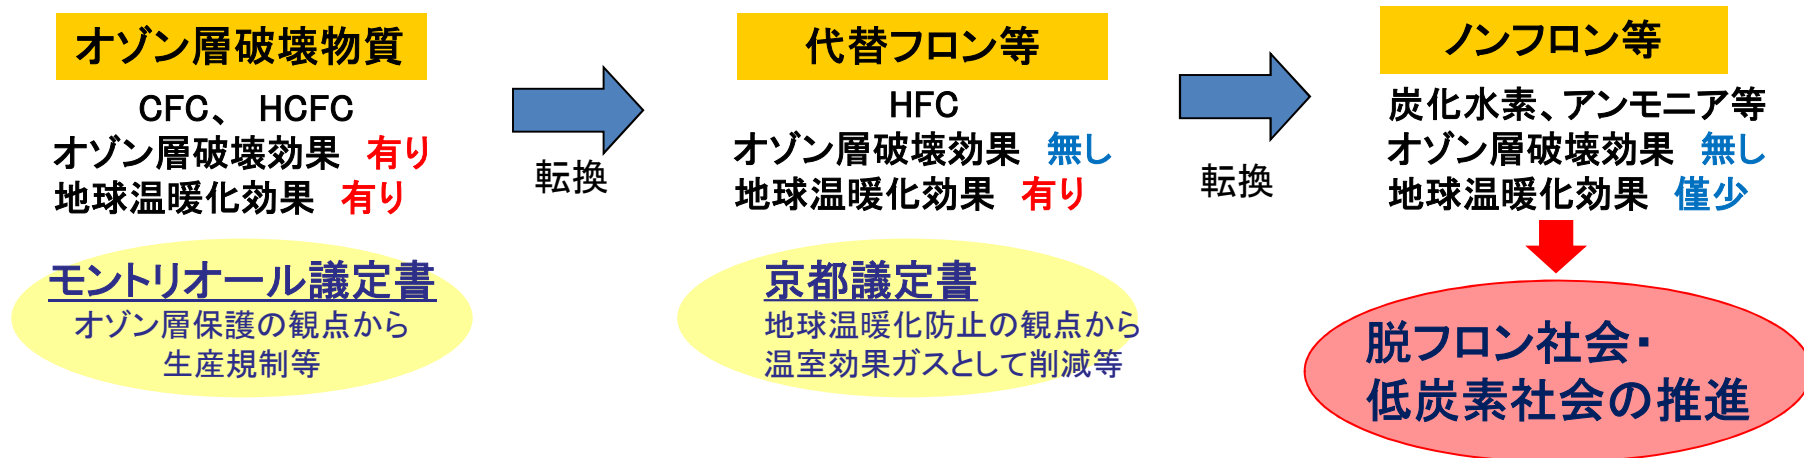 オゾン層破壊物質
CFC、 HCFC
オゾン層破壊効果 有り
地球温暖化効果 有り
モントリオール議定書
オゾン層保護の観点から
生産規制等
転換
代替フロン等
HFC
オゾン層破壊効果 無し
地球温暖化効果 有り
京都議定書
地球温暖化防止の観点から
温室効果ガスとして削減等
転換
ノンフロン等
炭化水素、アンモニア等
オゾン層破壊効果 無し
地球温暖化効果 僅少
脱フロン社会・
低炭素社会の推進